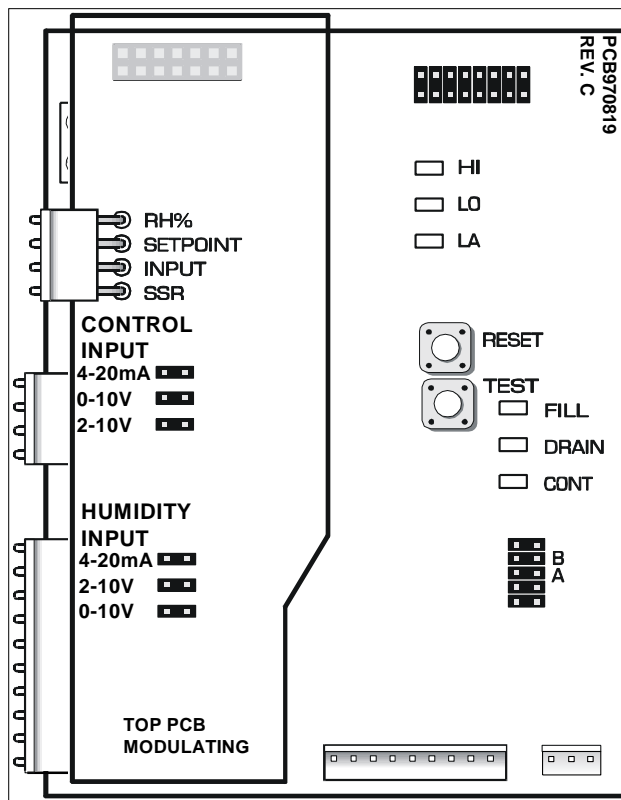 PCB970819
REV. C
HI
LO
LA
RH%
SETPOINT
INPUT
SSR
CONTROL
INPUT
4-20mA
0-10V
2-10V
RESET
TEST
FILL
DRAIN
CONT
HUMIDITY
INPUT
4-20mA
2-10V
0-10V
B
A
TOP PCB
MODULATING